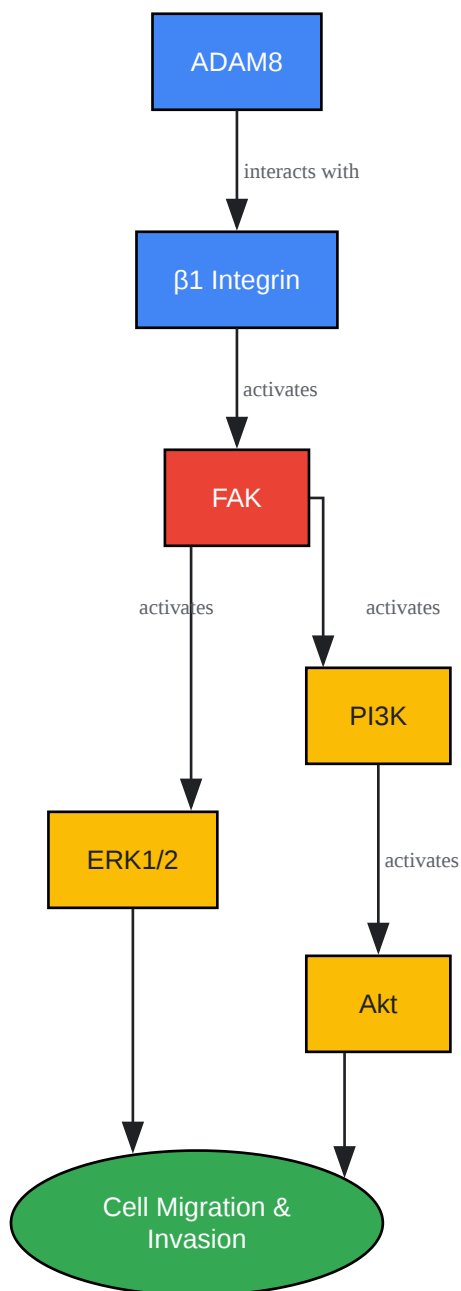 ADAM8
interacts with
β1 Integrin
activates
FAK
activates
activates
PI3K
ERK1/2
activates
Akt
Cell Migration &
Invasion